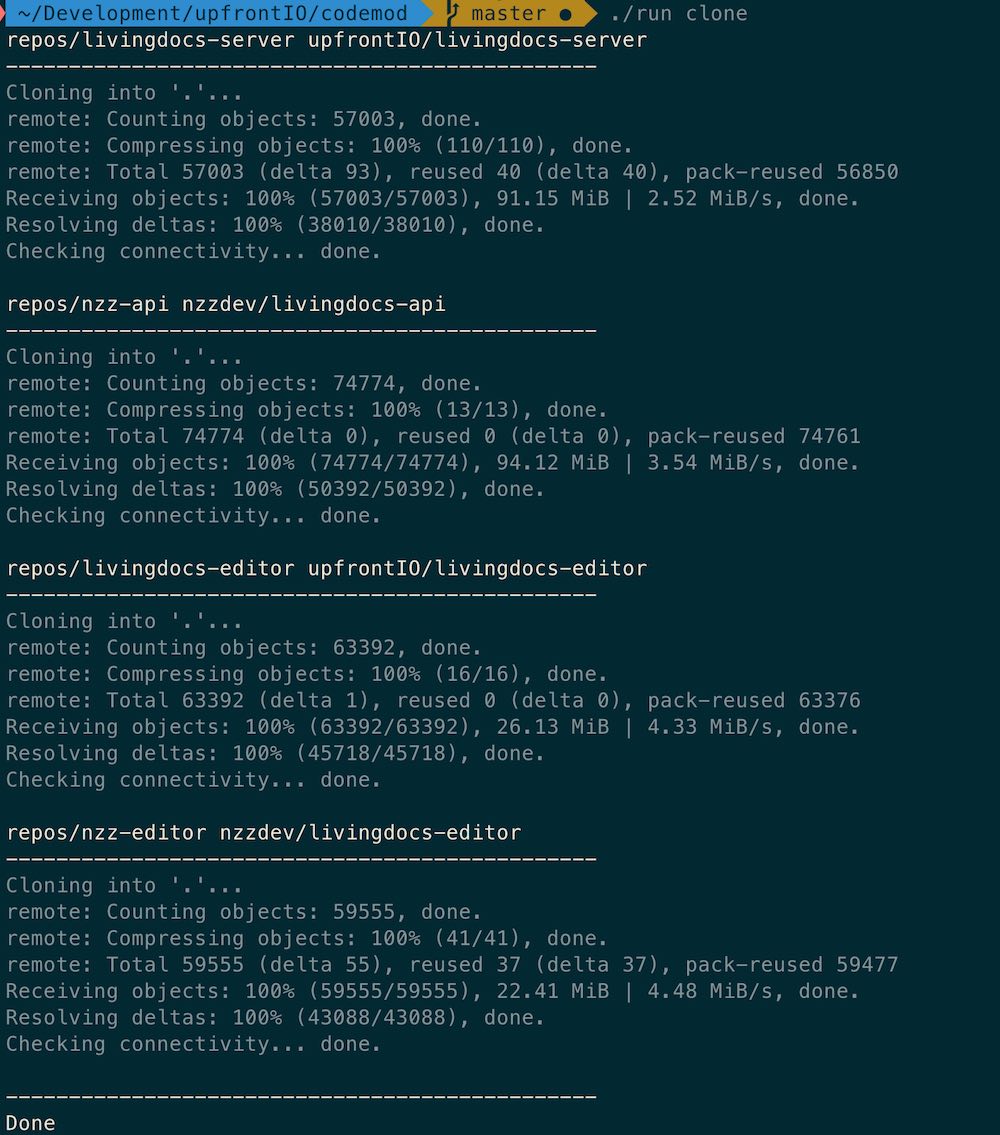 ~/Development/upfrontIO/codemod master ● ./run clone
repos/livingdocs-server upfrontIO/livingdocs-server
-----------------------------------------------
Cloning into '.'...
remote: Counting objects: 57003, done.
remote: Compressing objects: 100% (110/110), done.
remote: Total 57003 (delta 93), reused 40 (delta 40), pack-reused 56850
Receiving objects: 100% (57003/57003), 91.15 MiB | 2.52 MiB/s, done.
Resolving deltas: 100% (38010/38010), done.
Checking connectivity... done.
repos/nzz-api nzzdev/livingdocs-api
-----------------------------------------------
Cloning into '.'...
remote: Counting objects: 74774, done.
remote: Compressing objects: 100% (13/13), done.
remote: Total 74774 (delta 0), reused 0 (delta 0), pack-reused 74761
Receiving objects: 100% (74774/74774), 94.12 MiB | 3.54 MiB/s, done.
Resolving deltas: 100% (50392/50392), done.
Checking connectivity... done.
repos/livingdocs-editor upfrontIO/livingdocs-editor
-----------------------------------------------
Cloning into '.'...
remote: Counting objects: 63392, done.
remote: Compressing objects: 100% (16/16), done.
remote: Total 63392 (delta 1), reused 0 (delta 0), pack-reused 63376
Receiving objects: 100% (63392/63392), 26.13 MiB | 4.33 MiB/s, done.
Resolving deltas: 100% (45718/45718), done.
Checking connectivity... done.
repos/nzz-editor nzzdev/livingdocs-editor
-----------------------------------------------
Cloning into '.'...
remote: Counting objects: 59555, done.
remote: Compressing objects: 100% (41/41), done.
remote: Total 59555 (delta 55), reused 37 (delta 37), pack-reused 59477
Receiving objects: 100% (59555/59555), 22.41 MiB | 4.48 MiB/s, done.
Resolving deltas: 100% (43088/43088), done.
Checking connectivity... done.
-----------------------------------------------
Done